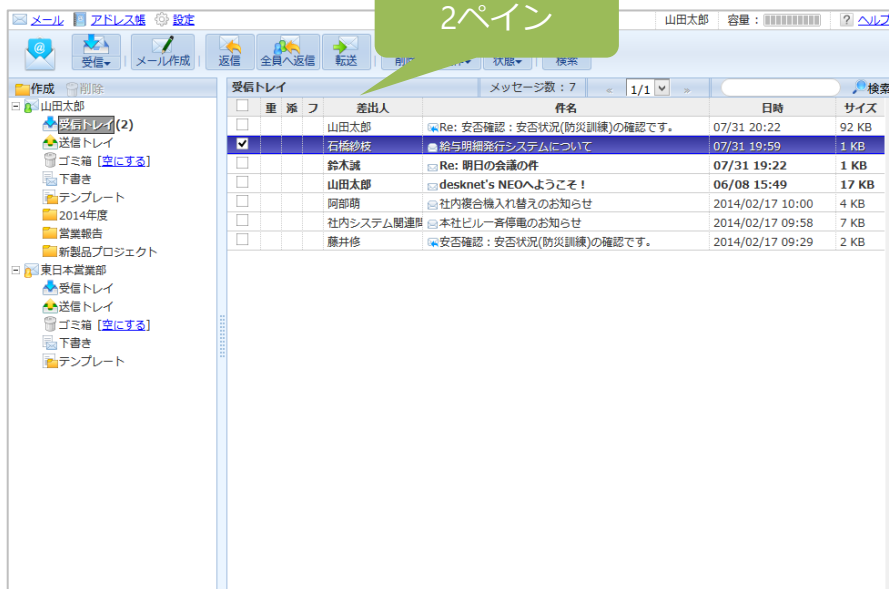 2ペイン
メール アドレス帳 設定 山田太郎 容量： ? ヘルプ
受信 メール作成 返信 全員へ返信 転送 削除 状態 検索
作成 削除
山田太郎
受信トレイ(2)
送信トレイ
ゴミ箱 [空にする]
下書き
テンプレート
2014年度
営業報告
新製品プロジェクト
東日本営業部
受信トレイ
送信トレイ
ゴミ箱 [空にする]
下書き
テンプレート
受信トレイ メッセージ数：7 « 1/1 » 検索
重 添 フ 差出人 件名 日時 サイズ
山田太郎 Re: 安否確認：安否状況(防災訓練)の確認です。 07/31 20:22 92 KB
石橋紗枝 給与明細発行システムについて 07/31 19:59 1 KB
鈴木誠 Re: 明日の会議の件 07/31 19:22 1 KB
山田太郎 desknet's NEOへようこそ！ 06/08 15:49 17 KB
阿部萌 社内複合機入れ替えのお知らせ 2014/02/17 10:00 4 KB
社内システム関連 本社ビル一斉停電のお知らせ 2014/02/17 09:58 7 KB
藤井修 安否確認：安否状況(防災訓練)の確認です。 2014/02/17 09:29 2 KB